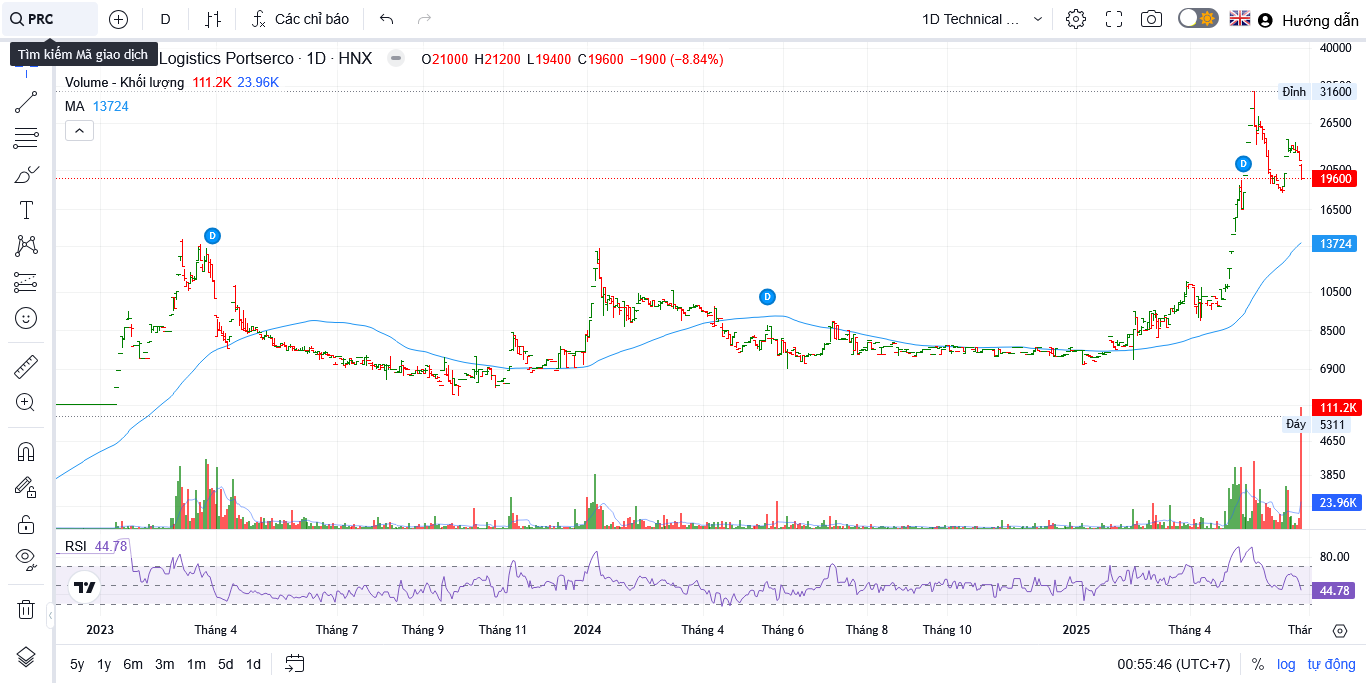 PRC
D
Các chỉ báo
1D Technical ...
Hướng dẫn
Tìm kiếm Mã giao dịch
Logistics Portserco · 1D · HNX
O21000 H21200 L19400 C19600 −1900 (−8.84%)
Volume - Khối lượng 111.2K 23.96K
MA 13724
40000
Đỉnh 31600
26500
20500
19600
16500
13724
10500
8500
6900
111.2K
Đáy 5311
4650
3850
23.96K
D
D
D
RSI 44.78
80.00
44.78
2023 Tháng 4 Tháng 7 Tháng 9 Tháng 11 2024 Tháng 4 Tháng 6 Tháng 8 Tháng 10 2025 Tháng 4 Thár
5y 1y 6m 3m 1m 5d 1d
00:55:46 (UTC+7) % log tự động